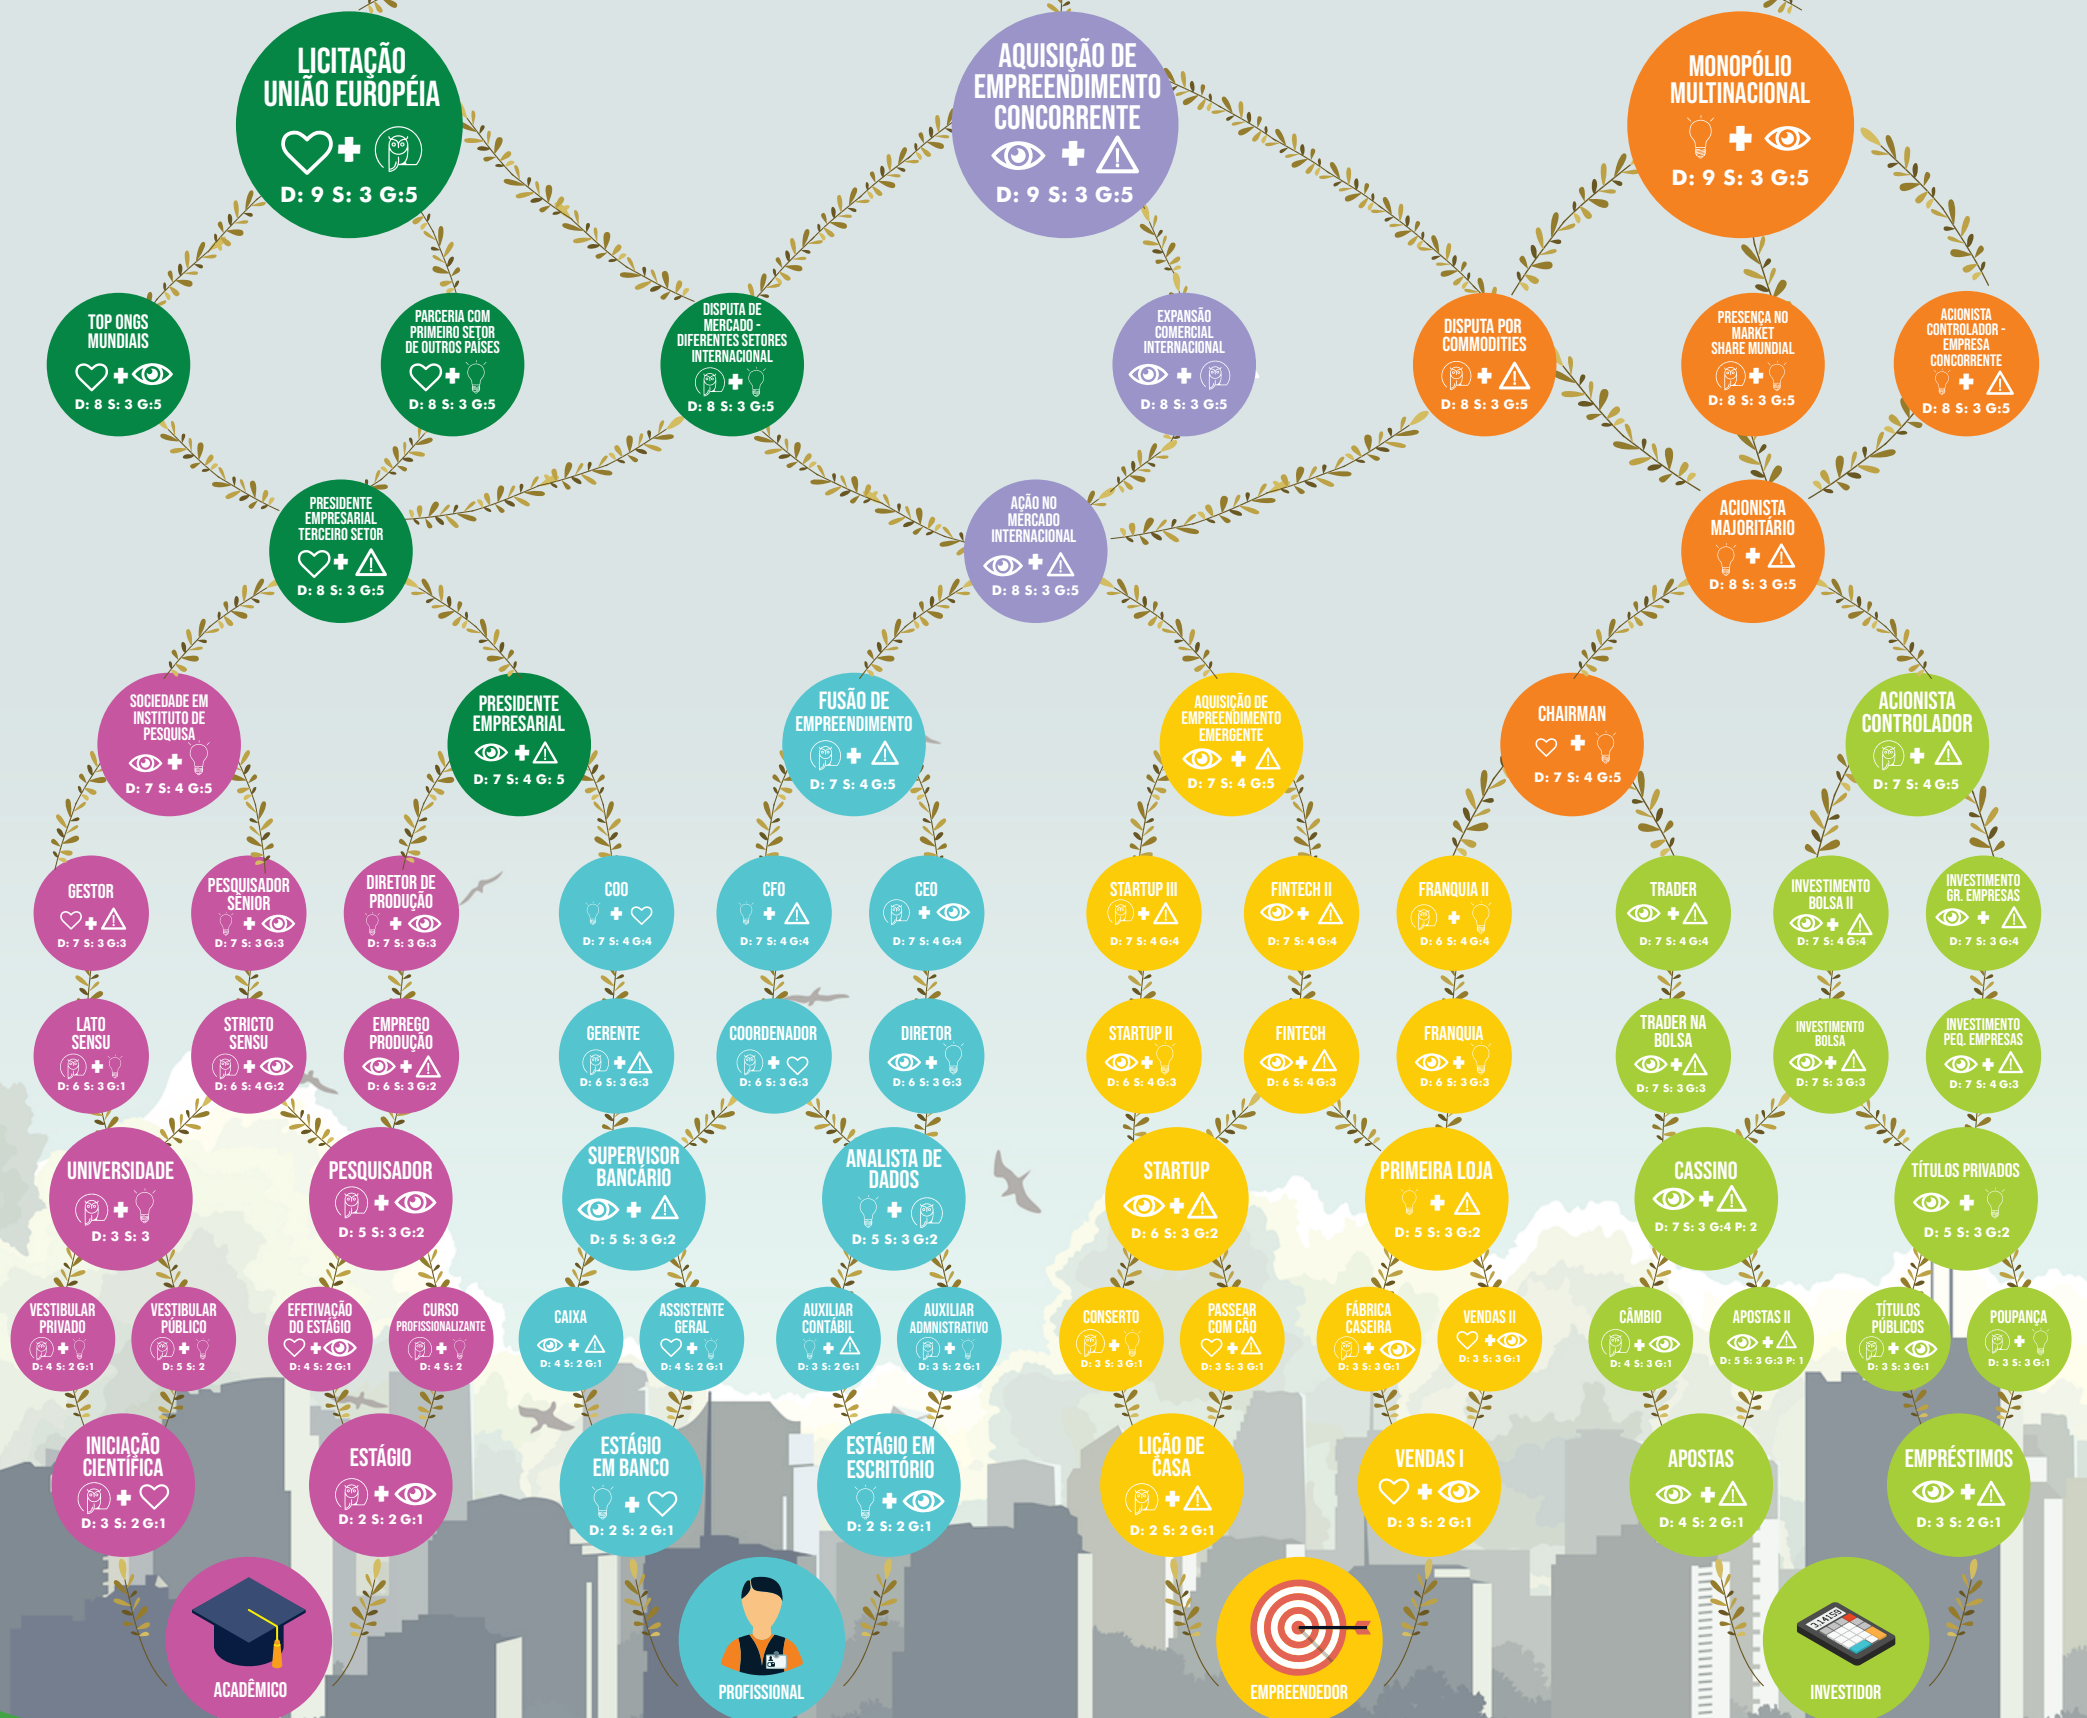 LICITAÇÃO
UNIÃO EUROPÉIA
D: 9 S: 3 G:5
AQUISIÇÃO DE
EMPREENDIMENTO
CONCORRENTE
D: 9 S: 3 G:5
MONOPÓLIO
MULTINACIONAL
D: 9 S: 3 G:5
TOP ONGS
MUNDIAIS
D: 8 S: 3 G:5
PARCERIA COM
PRIMEIRO SETOR
DE OUTROS PAÍSES
D: 8 S: 3 G:5
DISPUTA DE
MERCADO -
DIFERENTES SETORES
INTERNACIONAL
D: 8 S: 3 G:5
EXPANSÃO
COMERCIAL
INTERNACIONAL
D: 8 S: 3 G:5
DISPUTA POR
COMMODITIES
D: 8 S: 3 G:5
PRESENÇA NO
MARKET
SHARE MUNDIAL
D: 8 S: 3 G:5
ACIONISTA
CONTROLADOR -
EMPRESA
CONCORRENTE
D: 8 S: 3 G:5
PRESIDENTE
EMPRESARIAL
TERCEIRO SETOR
D: 8 S: 3 G:5
AÇÃO NO
MERCADO
INTERNACIONAL
D: 8 S: 3 G:5
ACIONISTA
MAJORITÁRIO
D: 8 S: 3 G:5
SOCIEDADE EM
INSTITUTO DE
PESQUISA
D: 7 S: 4 G:5
PRESIDENTE
EMPRESARIAL
D: 7 S: 4 G: 5
FUSÃO DE
EMPREENDIMENTO
D: 7 S: 4 G:5
AQUISIÇÃO DE
EMPREENDIMENTO
EMERGENTE
D: 7 S: 4 G:5
CHAIRMAN
D: 7 S: 4 G:5
ACIONISTA
CONTROLADOR
D: 7 S: 4 G:5
GESTOR
D: 7 S: 3 G:3
PESQUISADOR
SÊNIOR
D: 7 S: 3 G:3
DIRETOR DE
PRODUÇÃO
D: 7 S: 3 G:3
COO
D: 7 S: 4 G:4
CFO
D: 7 S: 4 G:4
CEO
D: 7 S: 4 G:4
STARTUP III
D: 7 S: 4 G:4
FINTECH II
D: 7 S: 4 G:4
FRANQUIA II
D: 6 S: 4 G:4
TRADER
D: 7 S: 4 G:4
INVESTIMENTO
BOLSA II
D: 7 S: 4 G:4
INVESTIMENTO
GR. EMPRESAS
D: 7 S: 3 G:4
LATO
SENSU
D: 6 S: 3 G:1
STRICTO
SENSU
D: 6 S: 4 G:2
EMPREGO
PRODUÇÃO
D: 6 S: 3 G:2
GERENTE
D: 6 S: 3 G:3
COORDENADOR
D: 6 S: 3 G:3
DIRETOR
D: 6 S: 3 G:3
STARTUP II
D: 6 S: 4 G:3
FINTECH
D: 6 S: 4 G:3
FRANQUIA
D: 6 S: 3 G:3
TRADER NA
BOLSA
D: 7 S: 3 G:3
INVESTIMENTO
BOLSA
D: 7 S: 3 G:3
INVESTIMENTO
PEQ. EMPRESAS
D: 7 S: 4 G:3
UNIVERSIDADE
D: 3 S: 3
PESQUISADOR
D: 5 S: 3 G:2
SUPERVISOR
BANCÁRIO
D: 5 S: 3 G:2
ANALISTA DE
DADOS
D: 5 S: 3 G:2
STARTUP
D: 6 S: 3 G:2
PRIMEIRA LOJA
D: 5 S: 3 G:2
CASSINO
D: 7 S: 3 G:4 P: 2
TÍTULOS PRIVADOS
D: 5 S: 3 G:2
VESTIBULAR
PRIVADO
D: 4 S: 2 G:1
VESTIBULAR
PÚBLICO
D: 5 S: 2
EFETIVAÇÃO
DO ESTÁGIO
D: 4 S: 2 G:1
CURSO
PROFISSIONALIZANTE
D: 4 S: 2
CAIXA
D: 4 S: 2 G:1
ASSISTENTE
GERAL
D: 4 S: 2 G:1
AUXILIAR
CONTÁBIL
D: 3 S: 2 G:1
AUXILIAR
ADMNISTRATIVO
D: 3 S: 2 G:1
CONSERTO
D: 3 S: 3 G:1
PASSEAR
COM CÃO
D: 3 S: 3 G:1
FÁBRICA
CASEIRA
D: 3 S: 3 G:1
VENDAS II
D: 3 S: 3 G:1
CÂMBIO
D: 4 S: 3 G:1
APOSTAS II
D: 5 S: 3 G:3 P: 1
TÍTULOS
PÚBLICOS
D: 3 S: 3 G:1
POUPANÇA
D: 3 S: 3 G:1
INICIAÇÃO
CIENTÍFICA
D: 3 S: 2 G:1
ESTÁGIO
D: 2 S: 2 G:1
ESTÁGIO
EM BANCO
D: 2 S: 2 G:1
ESTÁGIO EM
ESCRITÓRIO
D: 2 S: 2 G:1
LIÇÃO DE
CASA
D: 2 S: 2 G:1
VENDAS I
D: 3 S: 2 G:1
APOSTAS
D: 4 S: 2 G:1
EMPRÉSTIMOS
D: 3 S: 2 G:1
ACADÊMICO
PROFISSIONAL
EMPREENDEDOR
3.14159
INVESTIDOR